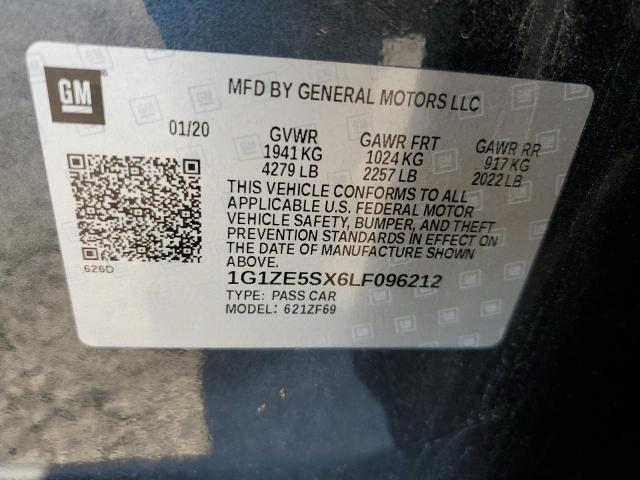 GM
MFD BY GENERAL MOTORS LLC
01/20 GVWR GAWR FRT GAWR RR
1941 KG 1024 KG 917 KG
4279 LB 2257 LB 2022 LB
THIS VEHICLE CONFORMS TO ALL
APPLICABLE U.S. FEDERAL MOTOR
VEHICLE SAFETY, BUMPER, AND THEFT
PREVENTION STANDARDS IN EFFECT ON
THE DATE OF MANUFACTURE SHOWN
ABOVE.
626D
1G1ZE5SX6LF096212
TYPE: PASS CAR
MODEL: 621ZF69